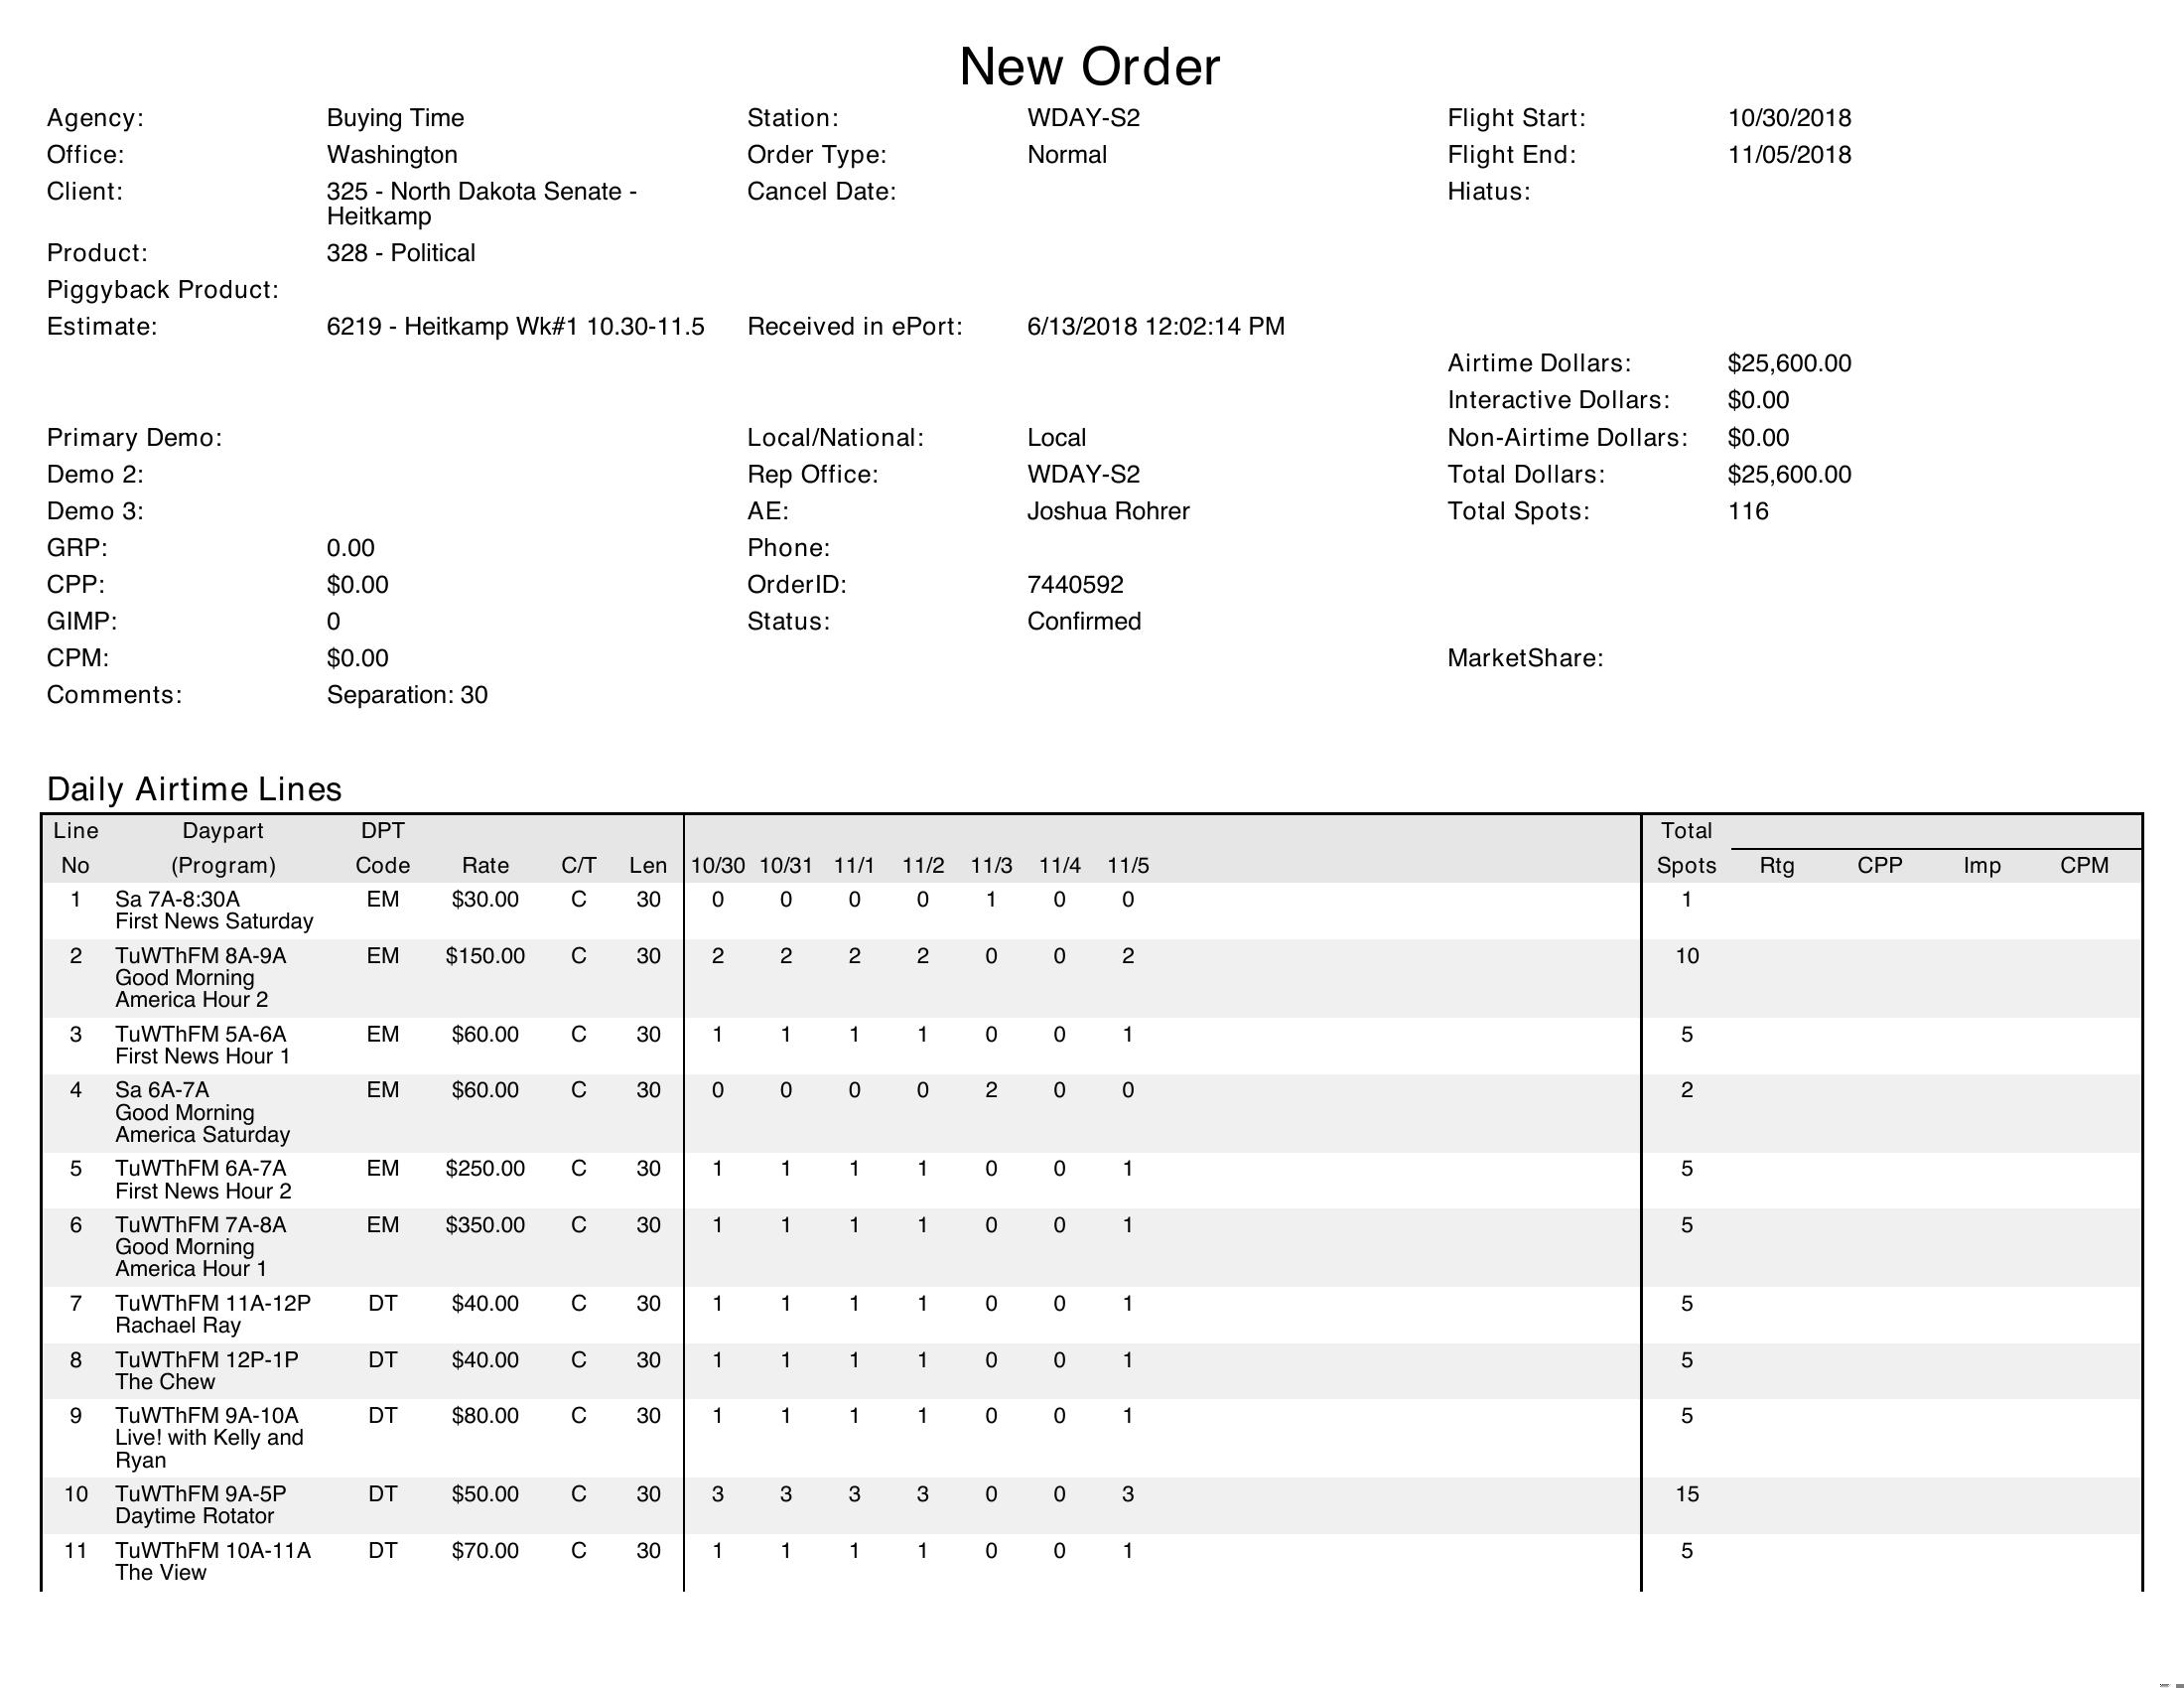 New Order
Agency: Buying Time Station: WDAY-S2 Flight Start: 10/30/2018
Office: Washington Order Type: Normal Flight End: 11/05/2018
Client: 325 - North Dakota Senate - Cancel Date: Hiatus:
Heitkamp
Product: 328 - Political
Piggyback Product:
Estimate: 6219 - Heitkamp Wk#1 10.30-11.5 Received in ePort: 6/13/2018 12:02:14 PM
Airtime Dollars: $25,600.00
Interactive Dollars: $0.00
Primary Demo: Local/National: Local Non-Airtime Dollars: $0.00
Demo 2: Rep Office: WDAY-S2 Total Dollars: $25,600.00
Demo 3: AE: Joshua Rohrer Total Spots: 116
GRP: 0.00 Phone:
CPP: $0.00 OrderID: 7440592
GIMP: 0 Status: Confirmed
CPM: $0.00 MarketShare:
Comments: Separation: 30
Daily Airtime Lines
Line Daypart DPT Total
No (Program) Code Rate C/T Len 10/30 10/31 11/1 11/2 11/3 11/4 11/5 Spots Rtg CPP Imp CPM
1 Sa 7A-8:30A EM $30.00 C 30 0 0 0 0 1 0 0 1
First News Saturday
2 TuWThFM 8A-9A EM $150.00 C 30 2 2 2 2 0 0 2 10
Good Morning
America Hour 2
3 TuWThFM 5A-6A EM $60.00 C 30 1 1 1 1 0 0 1 5
First News Hour 1
4 Sa 6A-7A EM $60.00 C 30 0 0 0 0 2 0 0 2
Good Morning
America Saturday
5 TuWThFM 6A-7A EM $250.00 C 30 1 1 1 1 0 0 1 5
First News Hour 2
6 TuWThFM 7A-8A EM $350.00 C 30 1 1 1 1 0 0 1 5
Good Morning
America Hour 1
7 TuWThFM 11A-12P DT $40.00 C 30 1 1 1 1 0 0 1 5
Rachael Ray
8 TuWThFM 12P-1P DT $40.00 C 30 1 1 1 1 0 0 1 5
The Chew
9 TuWThFM 9A-10A DT $80.00 C 30 1 1 1 1 0 0 1 5
Live! with Kelly and
Ryan
10 TuWThFM 9A-5P DT $50.00 C 30 3 3 3 3 0 0 3 15
Daytime Rotator
11 TuWThFM 10A-11A DT $70.00 C 30 1 1 1 1 0 0 1 5
The View